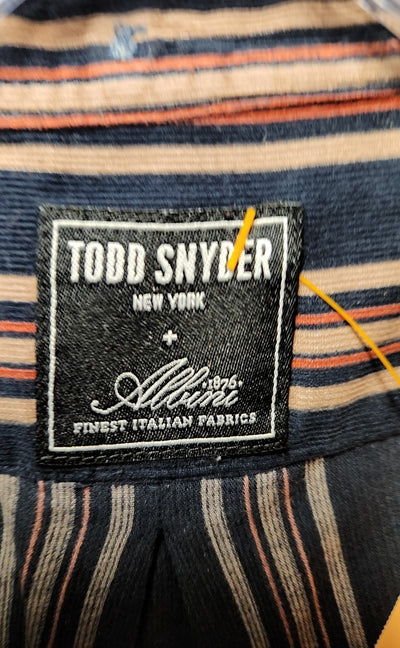 TODD SNYDER
NEW YORK
+
Albini ·1876·
FINEST ITALIAN FABRICS